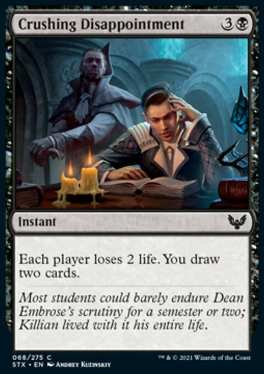 Crushing Disappointment 3
Instant
Each player loses 2 life. You draw
two cards.
Most students could barely endure Dean
Embrose's scrutiny for a semester or two;
Killian lived with it his entire life.
068/275 C
STX • EN Andrey Kuzinskiy
™ & © 2021 Wizards of the Coast